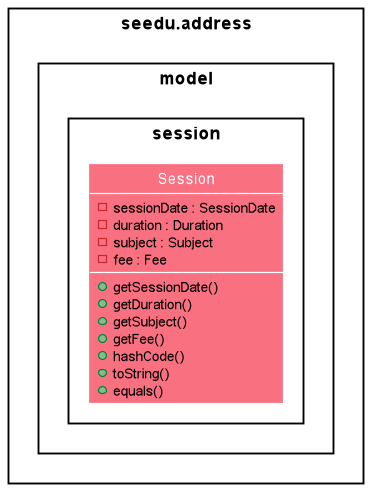 seedu.address
model
session
Session
sessionDate : SessionDate
duration : Duration
subject : Subject
fee : Fee
getSessionDate()
getDuration()
getSubject()
getFee()
hashCode()
toString()
equals()